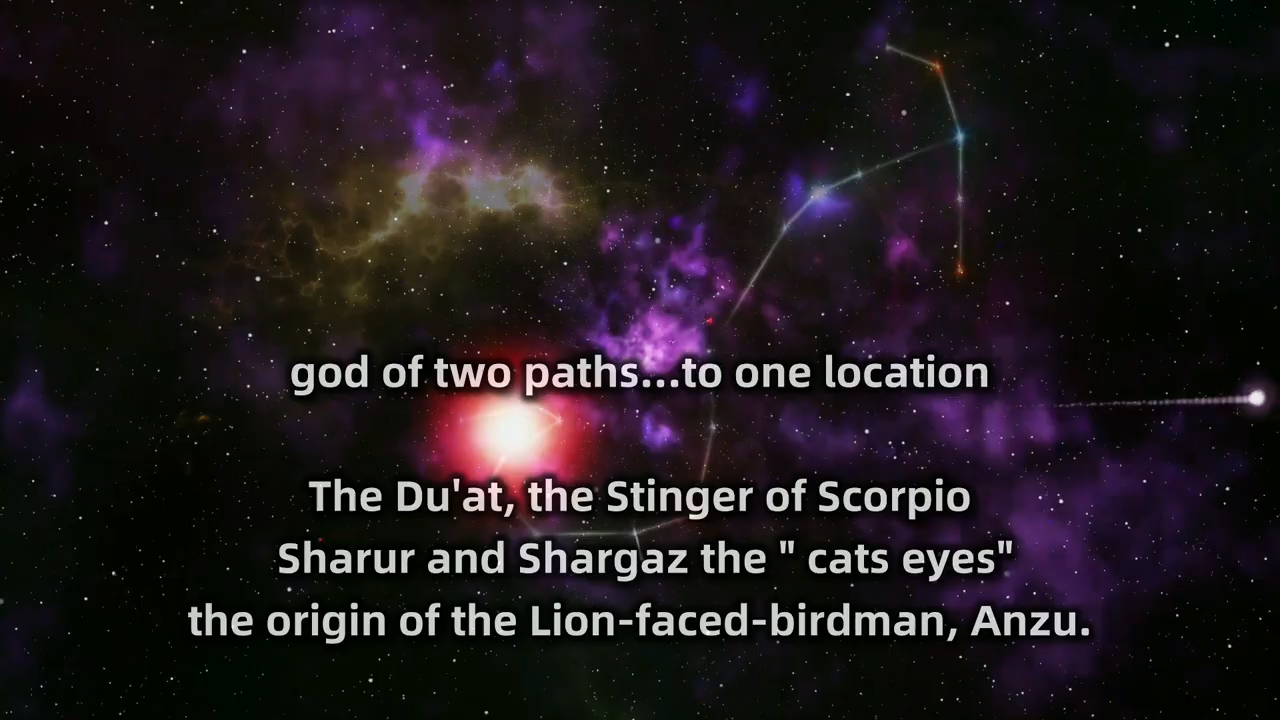 god of two paths...to one location
The Du'at, the Stinger of Scorpio
Sharur and Shargaz the " cats eyes"
the origin of the Lion-faced-birdman, Anzu.